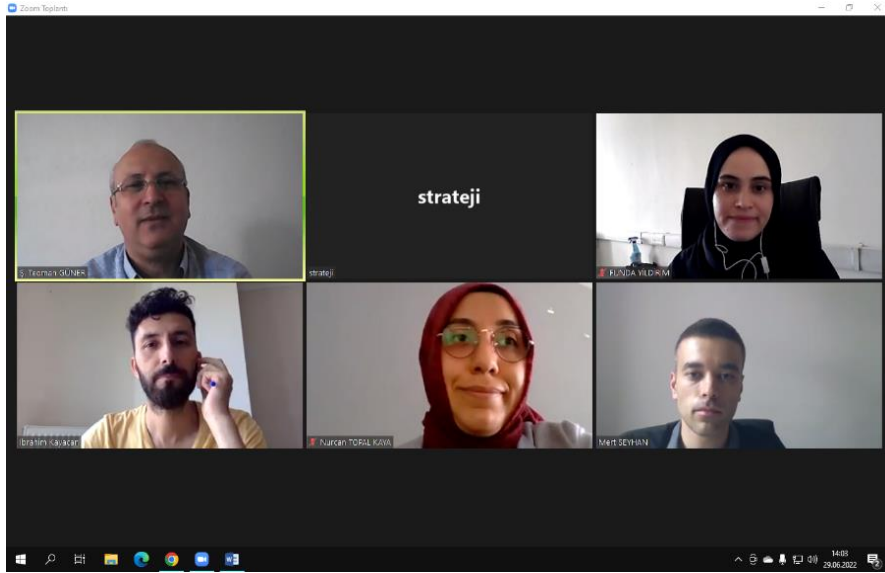 Zoom Toplantı
Ş. Teoman GÜNER
strateji
strateji
FUNDA YILDIRIM
İbrahim Kayacan
Nurcan TOPAL KAYA
Mert SEYHAN
14:03
29.06.2022